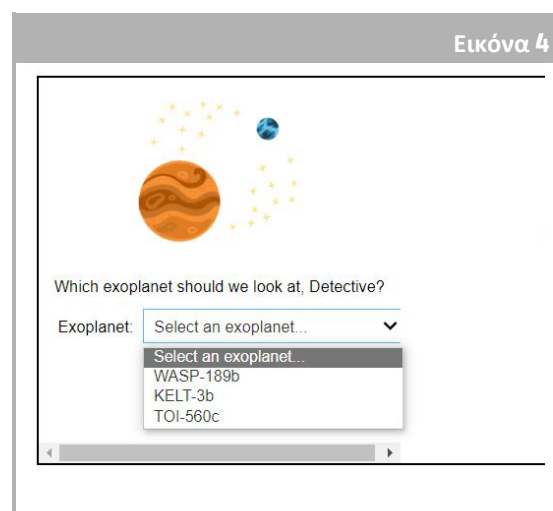 Εικόνα 4
Which exoplanet should we look at, Detective?
Exoplanet: Select an exoplanet...
Select an exoplanet...
WASP-189b
KELT-3b
TOI-560c